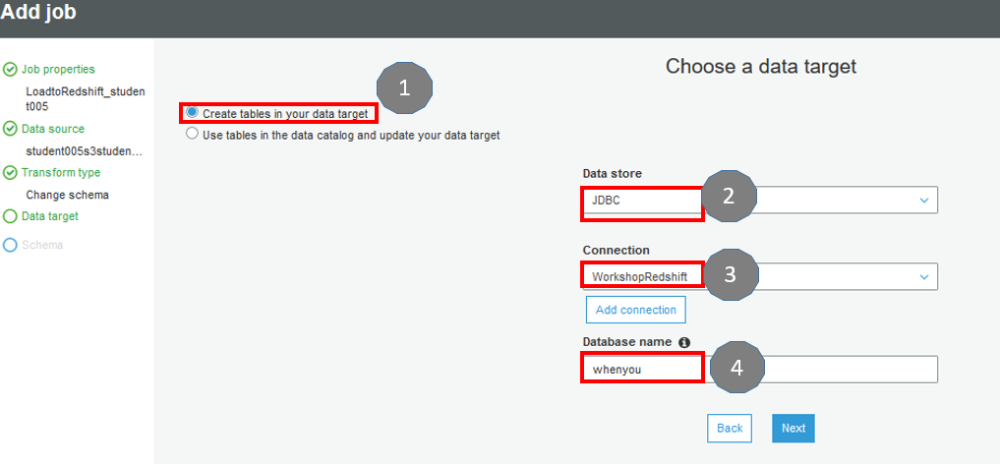 Add job
Job properties
LoadtoRedshift_studen
t005
Data source
student005s3studen...
Transform type
Change schema
Data target
Schema
Choose a data target
1
Create tables in your data target
Use tables in the data catalog and update your data target
Data store
JDBC
2
Connection
WorkshopRedshift
3
Add connection
Database name
whenyou
4
Back
Next